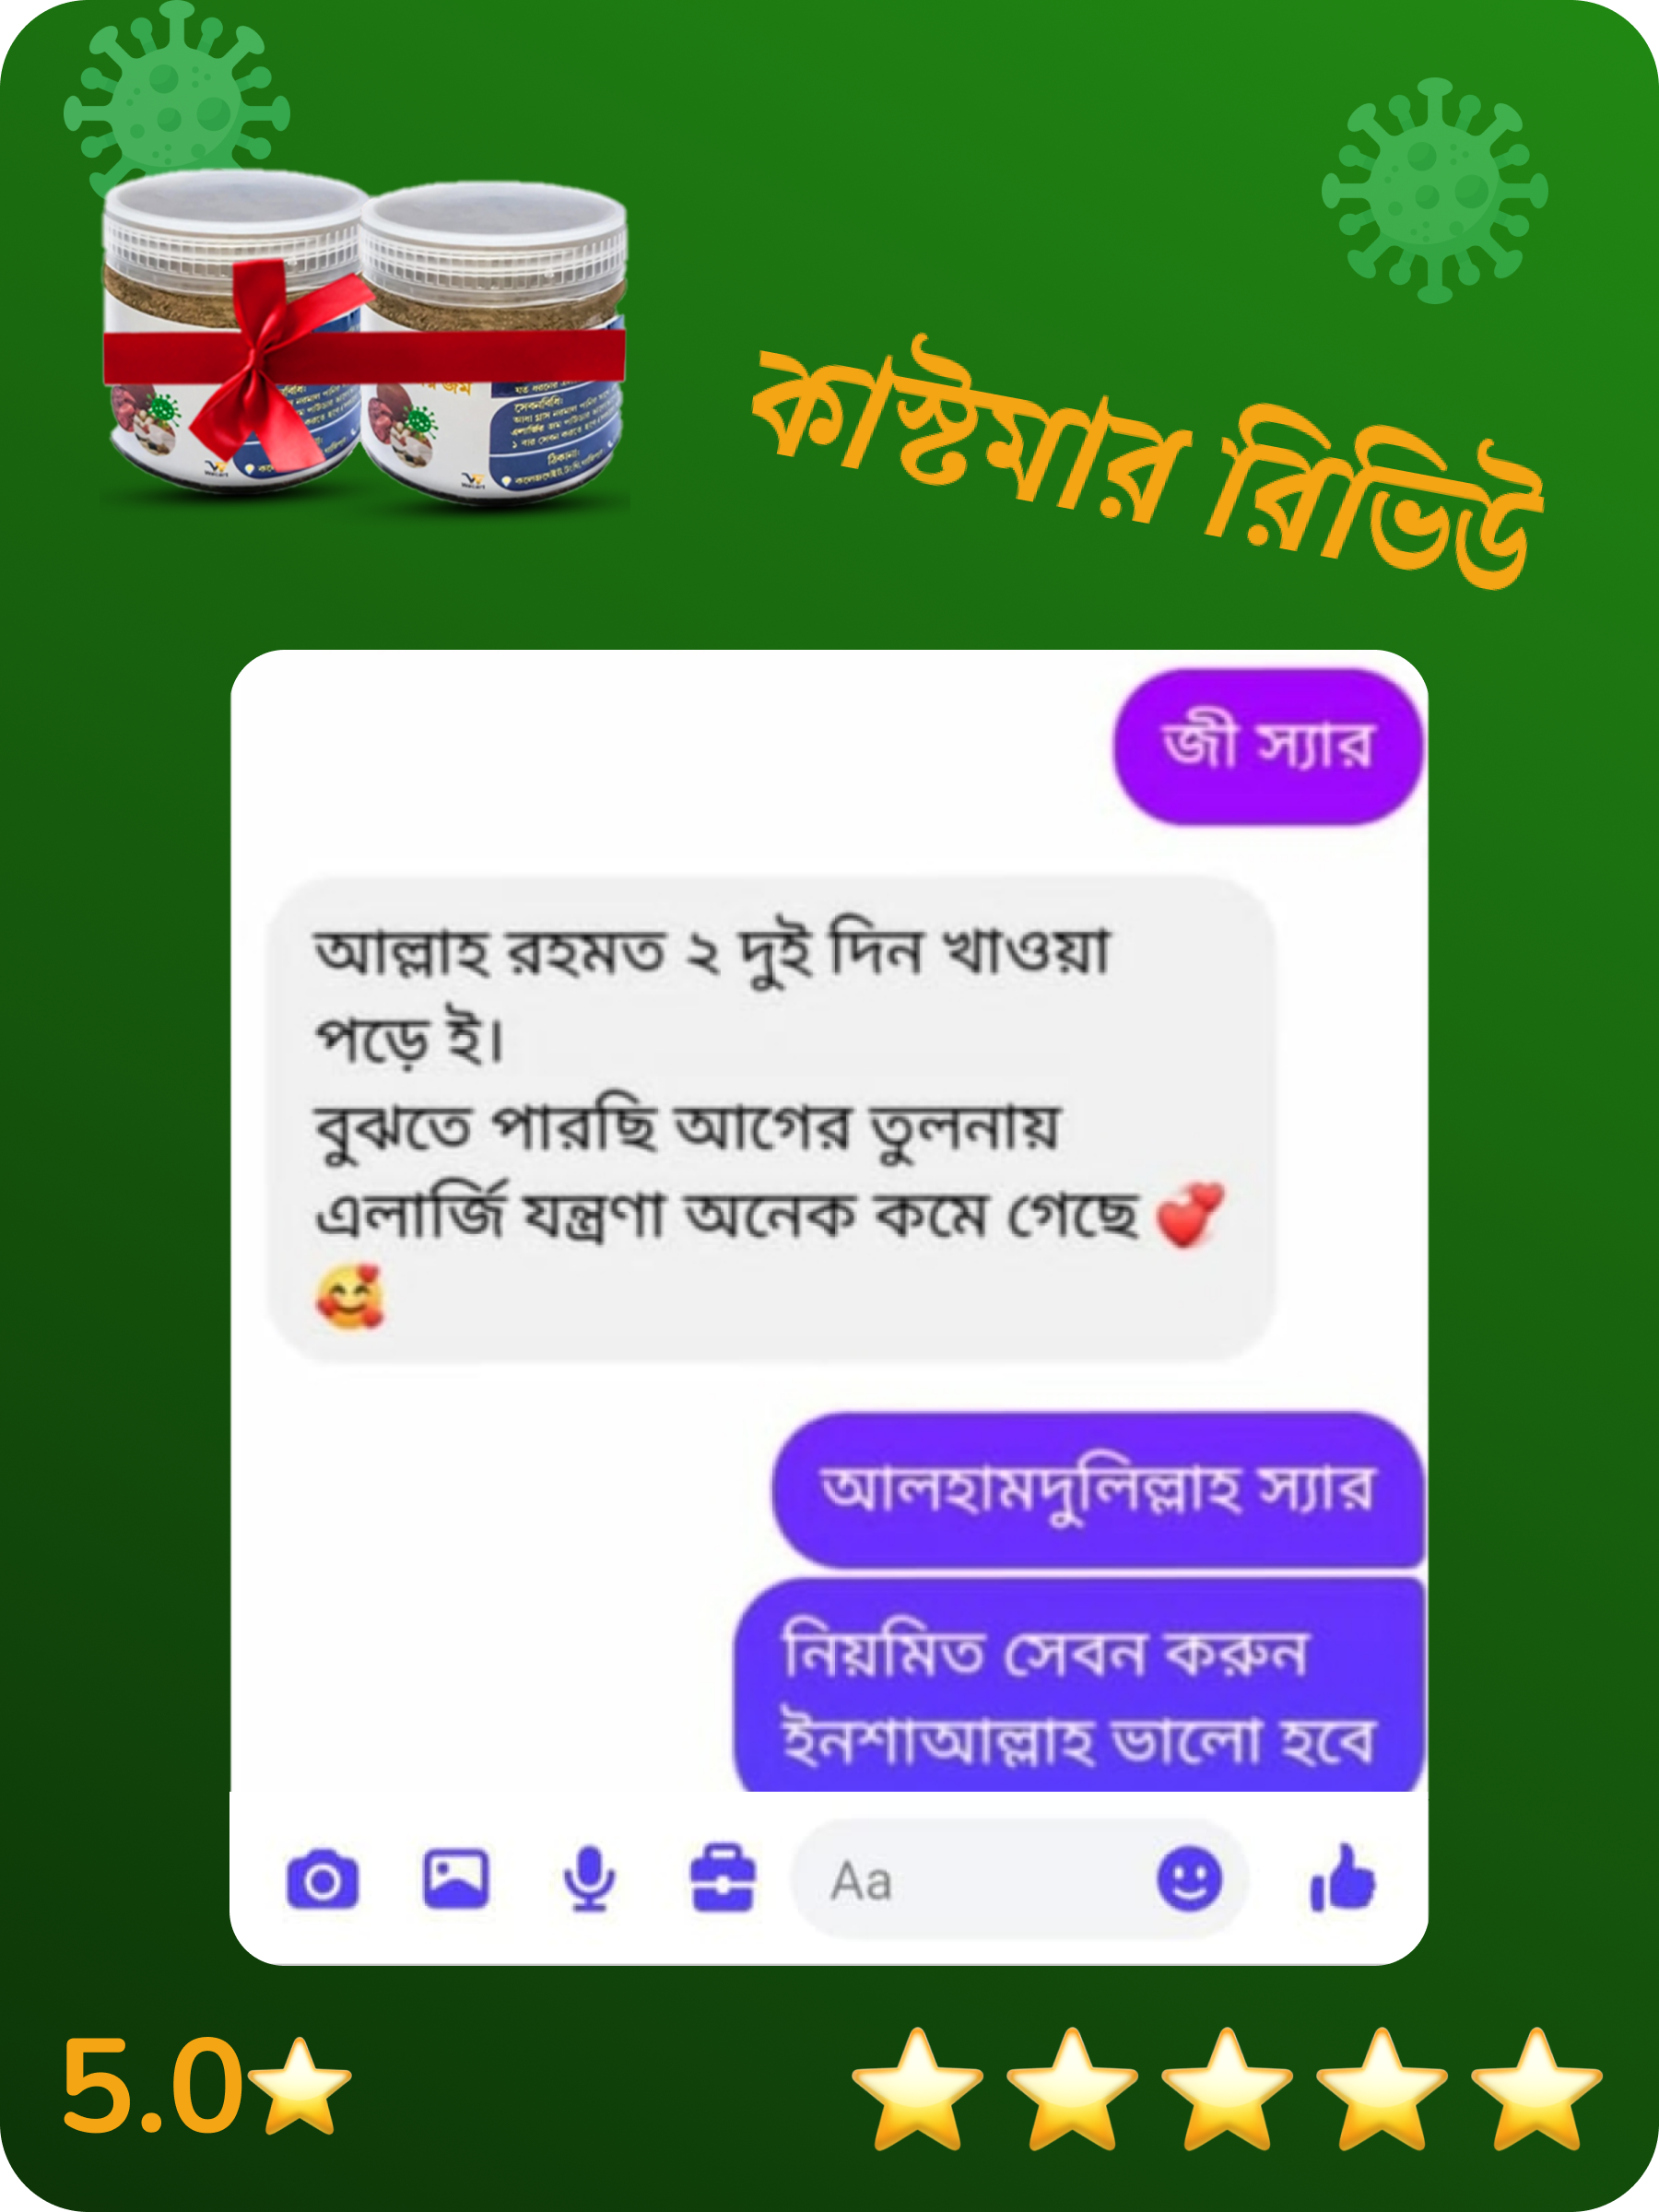 কাস্টমার রিভিউ
জী স্যার
আল্লাহ রহমত ২ দুই দিন খাওয়া
পড়ে ই।
বুঝতে পারছি আগের তুলনায়
এলার্জি যন্ত্রণা অনেক কমে গেছে 💞
🥰
আলহামদুলিল্লাহ স্যার
নিয়মিত সেবন করুন
ইনশাআল্লাহ ভালো হবে
Aa
5.0⭐